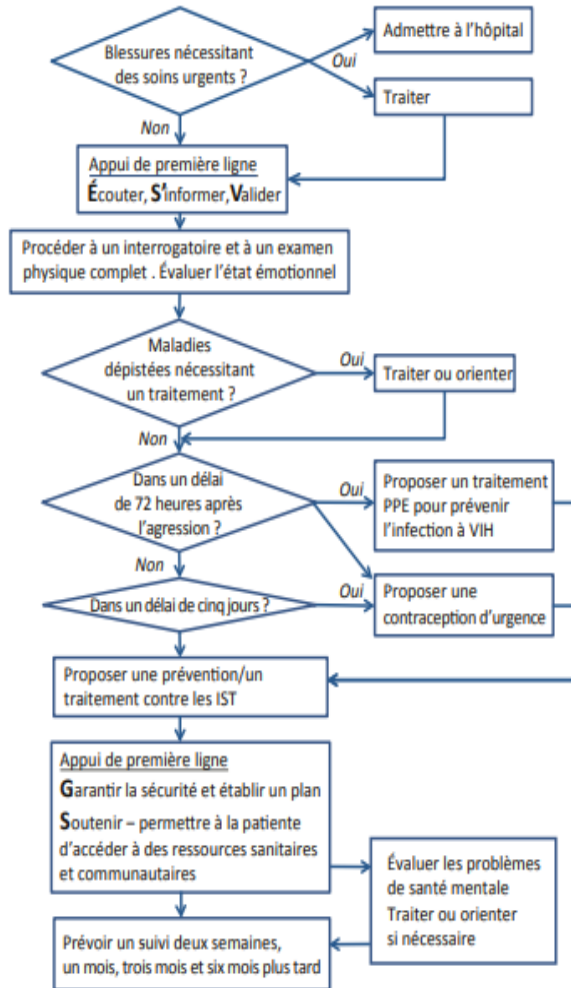 Blessures nécessitant
des soins urgents ?
Oui
Admettre à l'hôpital
Traiter
Non
Appui de première ligne
Écouter, S'informer,Valider
Procéder à un interrogatoire et à un examen
physique complet . Évaluer l'état émotionnel
Maladies
dépistées nécessitant
un traitement ?
Oui
Traiter ou orienter
Non
Dans un délai
de 72 heures après
l'agression ?
Oui
Proposer un traitement
PPE pour prévenir
l'infection à VIH
Non
Dans un délai de cinq jours ?
Oui
Proposer une
contraception d'urgence
Proposer une prévention/un
traitement contre les IST
Appui de première ligne
Garantir la sécurité et établir un plan
Soutenir – permettre à la patiente
d'accéder à des ressources sanitaires
et communautaires
Évaluer les problèmes
de santé mentale
Traiter ou orienter
si nécessaire
Prévoir un suivi deux semaines,
un mois, trois mois et six mois plus tard